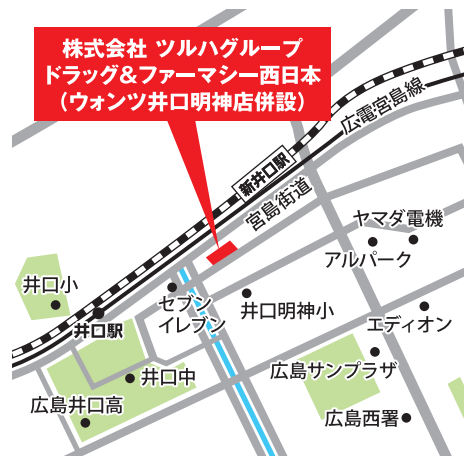 株式会社 ツルハグループ
ドラッグ&ファーマシー西日本
(ウォンツ井口明神店併設)
広電宮島線
新井口駅
宮島街道
ヤマダ電機
アルパーク
井口小
セブン
イレブン
井口明神小
井口駅
エディオン
井口中
広島サンプラザ
広島井口高
広島西署